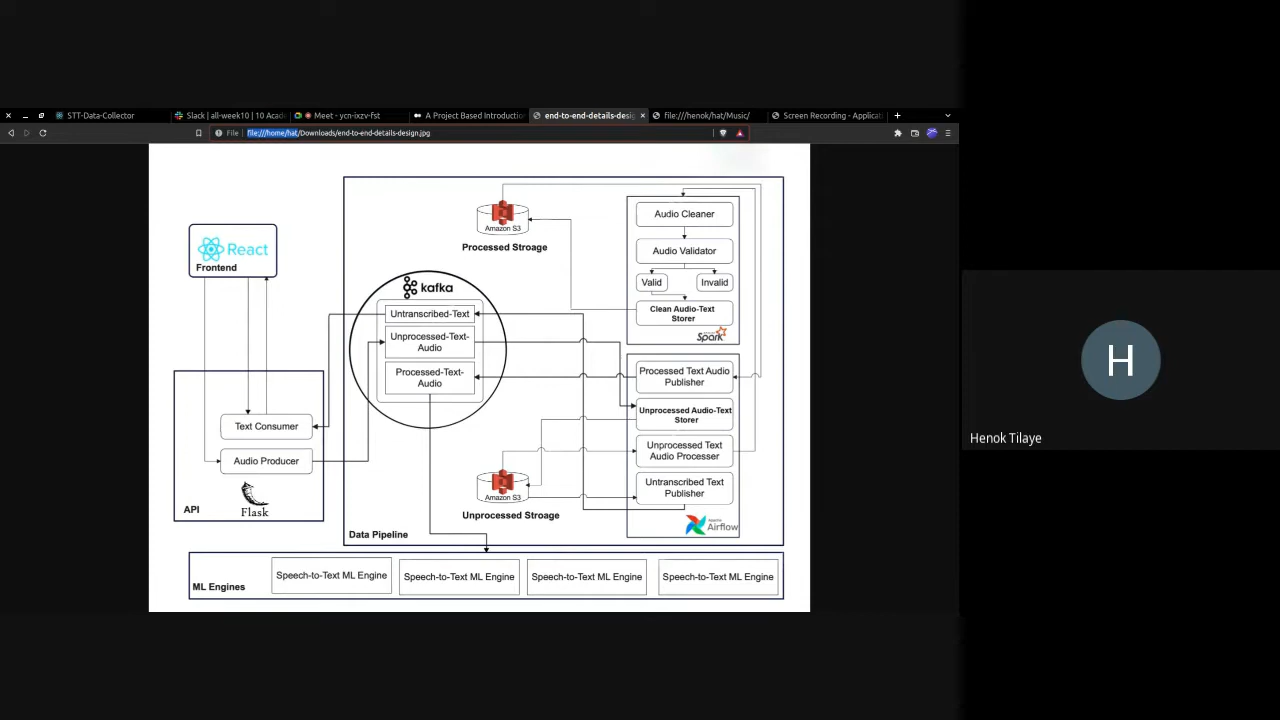 STT-Data-Collector
Slack | all-week10 | 10 Acad
Meet - ycn-ixzv-fst
A Project Based Introductio
end-to-end-details-desig
file:///henok/hat/Music/
Screen Recording - Applicat
File | file:///home/hat/Downloads/end-to-end-details-design.jpg
React
Frontend
Text Consumer
Audio Producer
API
Flask
kafka
Untranscribed-Text
Unprocessed-Text-
Audio
Processed-Text-
Audio
Amazon S3
Processed Stroage
Amazon S3
Unprocessed Stroage
Data Pipeline
Audio Cleaner
Audio Validator
Valid
Invalid
Clean Audio-Text
Storer
Spark
Processed Text Audio
Publisher
Unprocessed Audio-Text
Storer
Unprocessed Text
Audio Processer
Untranscribed Text
Publisher
Apache
Airflow
ML Engines
Speech-to-Text ML Engine
Speech-to-Text ML Engine
Speech-to-Text ML Engine
Speech-to-Text ML Engine
H
Henok Tilaye